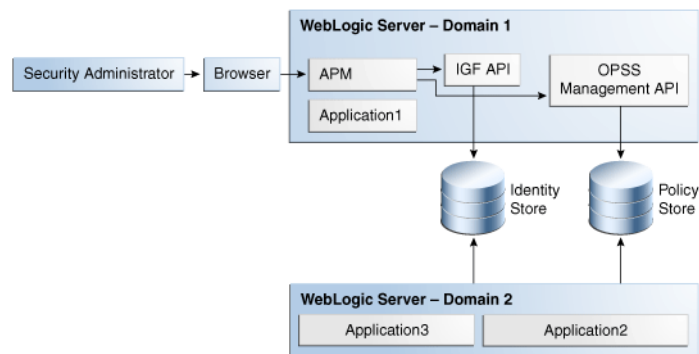 WebLogic Server – Domain 1
Security Administrator
Browser
APM
IGF API
OPSS
Management API
Application1
Identity
Store
Policy
Store
WebLogic Server – Domain 2
Application3
Application2